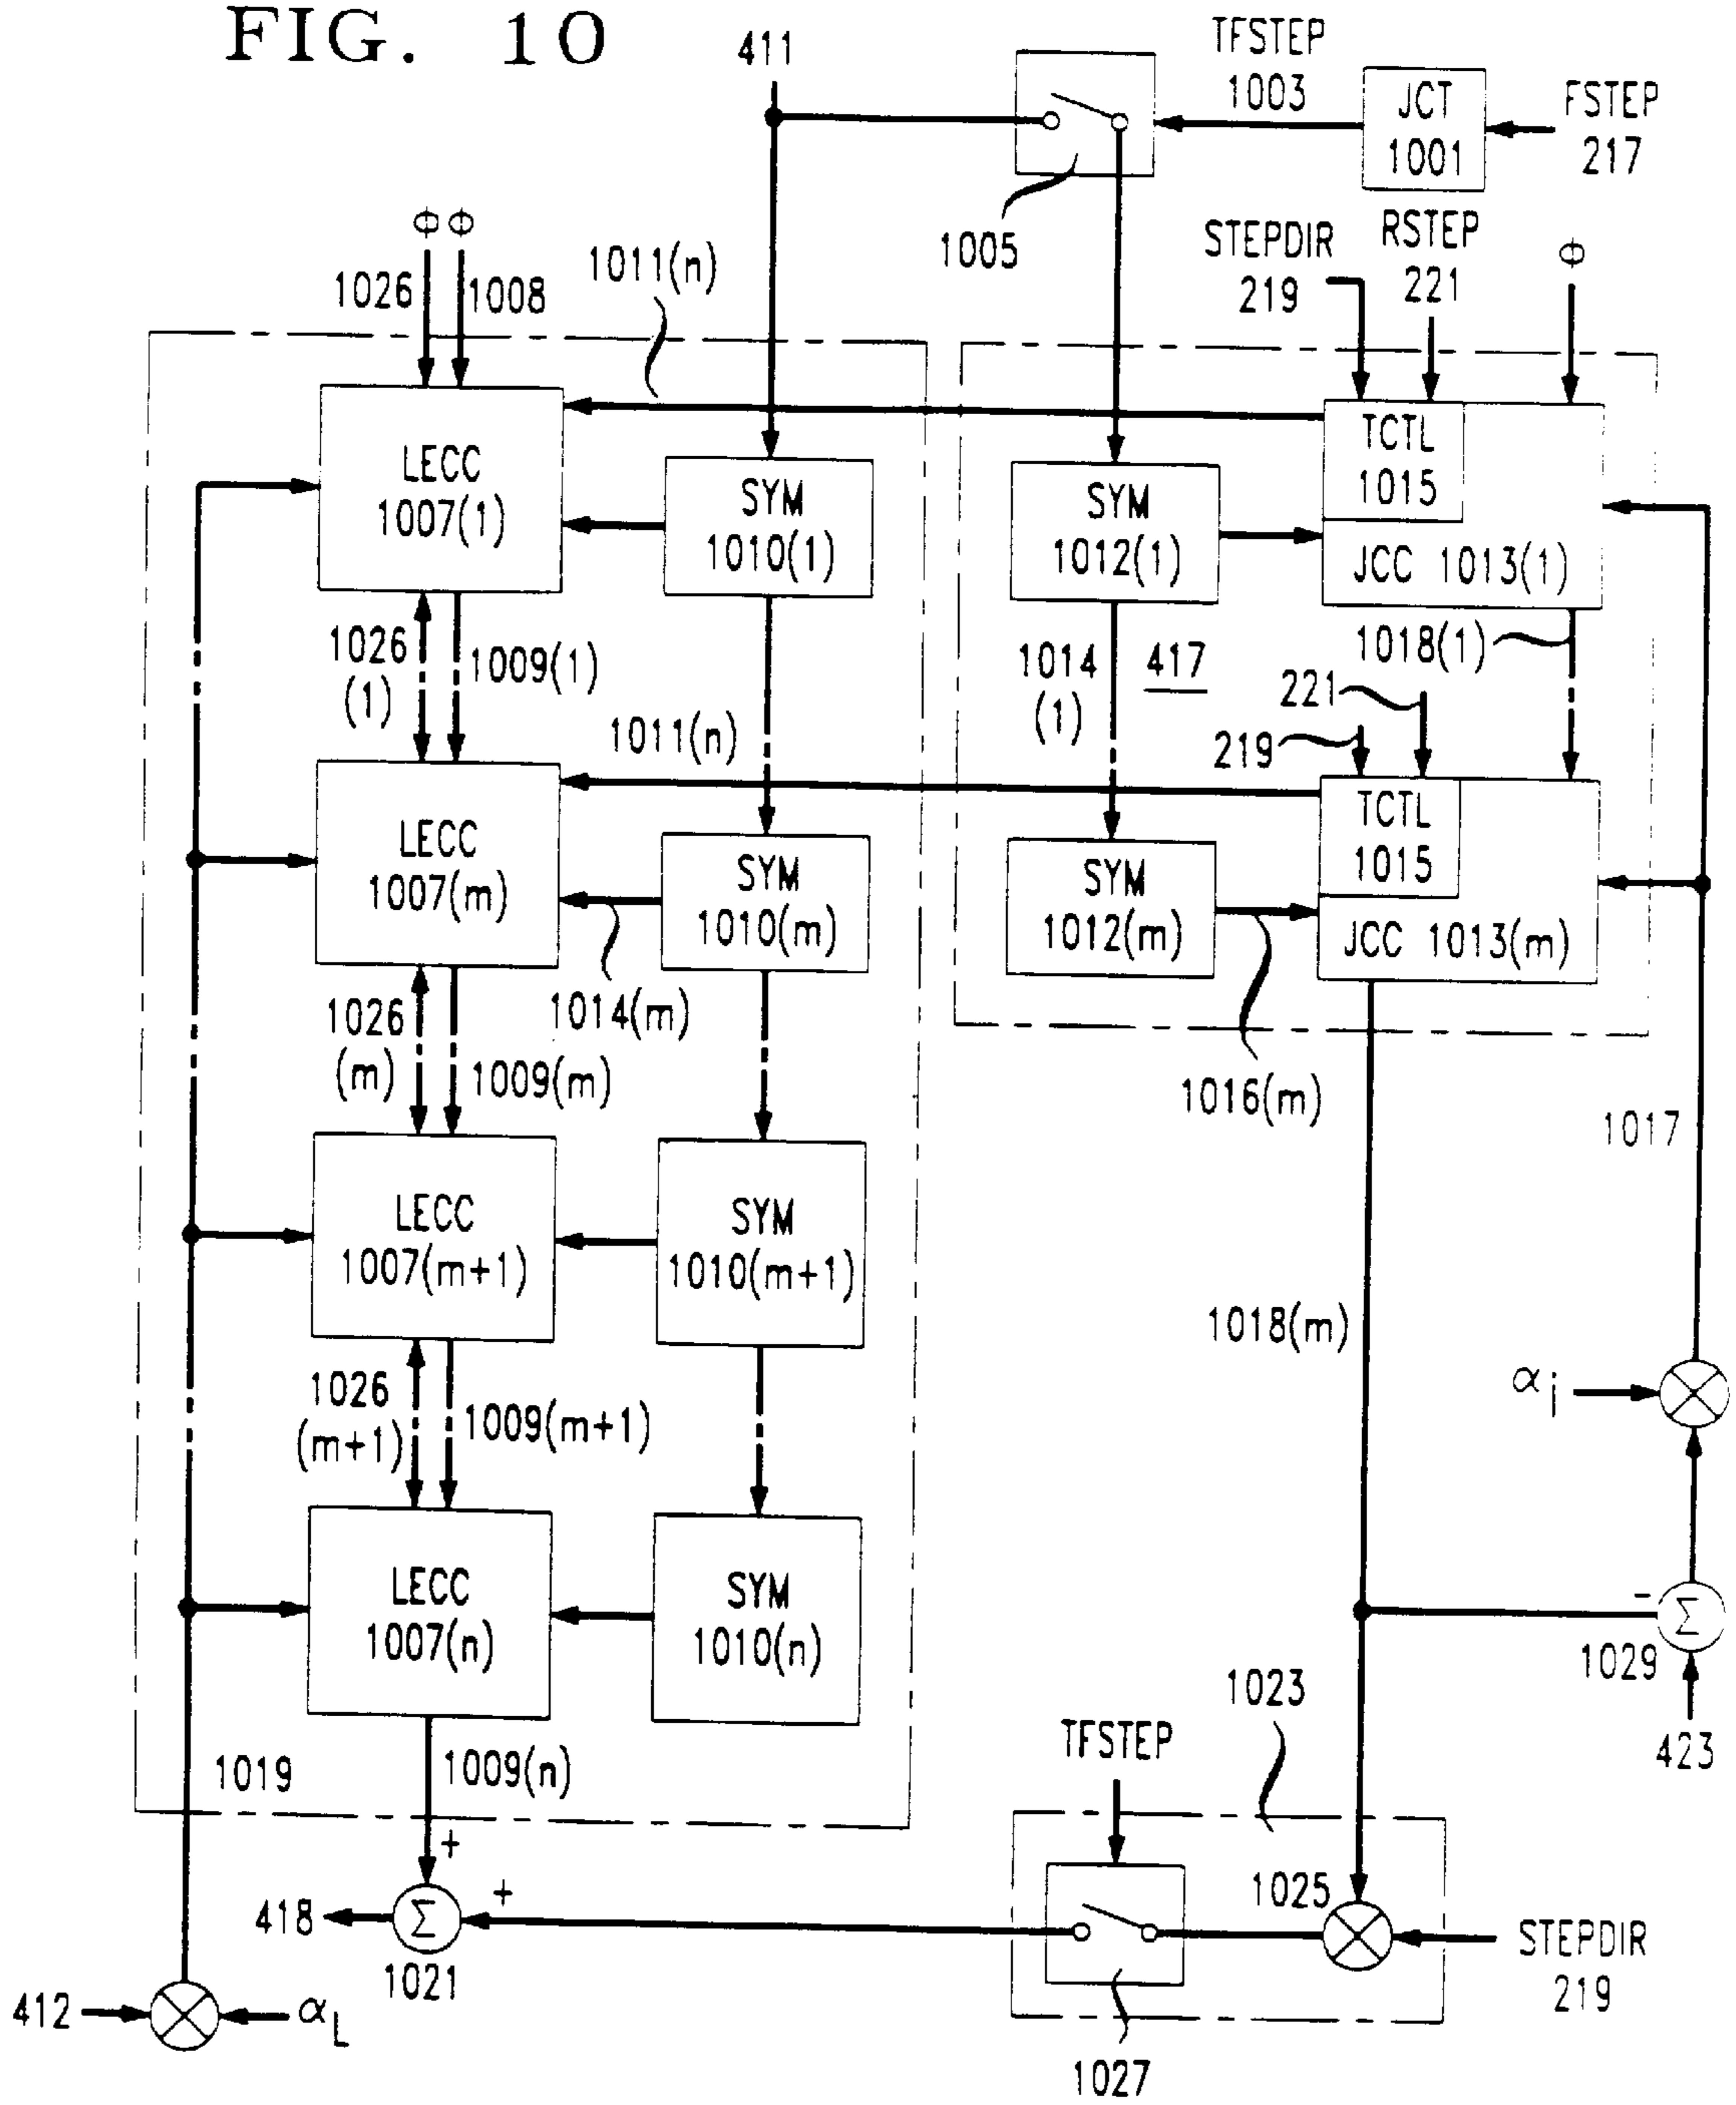 FIG. 10
411
TFSTEP
1003
JCT
1001
FSTEP
217
1005
STEPDIR
219
RSTEP
221
Φ
Φ Φ
1026
1008
1011(n)
LECC
1007(1)
SYM
1010(1)
SYM
1012(1)
TCTL
1015
JCC 1013(1)
1026
(1)
1009(1)
1014
(1)
417
1018(1)
221
219
1011(n)
LECC
1007(m)
SYM
1010(m)
SYM
1012(m)
TCTL
1015
JCC 1013(m)
1014(m)
1016(m)
1026
(m)
1009(m)
1017
LECC
1007(m+1)
SYM
1010(m+1)
1018(m)
αj
1026
(m+1)
1009(m+1)
LECC
1007(n)
SYM
1010(n)
-
Σ
1029
423
1019
1009(n)
TFSTEP
1023
+
+
418
Σ
1021
1025
STEPDIR
219
412
αL
1027